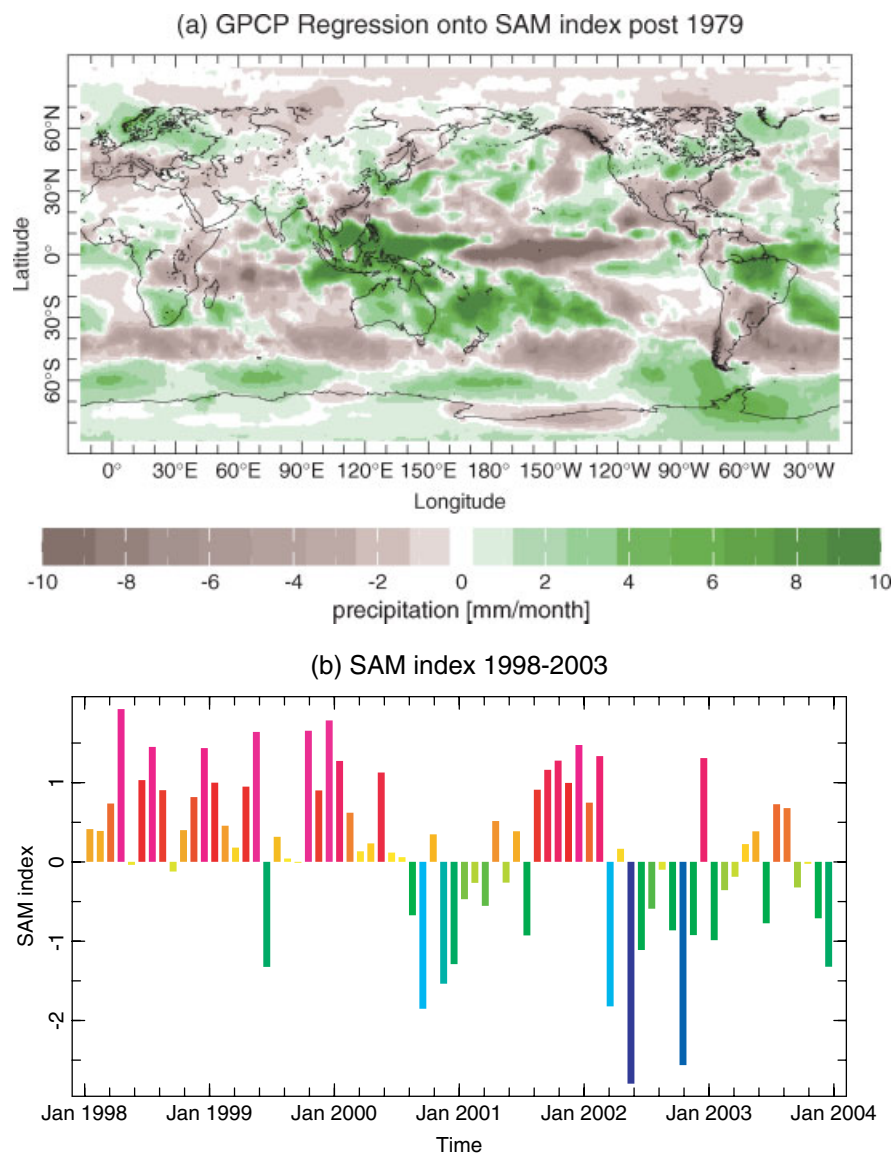 (a) GPCP Regression onto SAM index post 1979
Latitude
60°N
30°N
0°
30°S
60°S
0° 30°E 60°E 90°E 120°E 150°E 180° 150°W 120°W 90°W 60°W 30°W
Longitude
-10 -8 -6 -4 -2 0 2 4 6 8 10
precipitation [mm/month]
(b) SAM index 1998-2003
SAM index
1
0
-1
-2
Jan 1998 Jan 1999 Jan 2000 Jan 2001 Jan 2002 Jan 2003 Jan 2004
Time